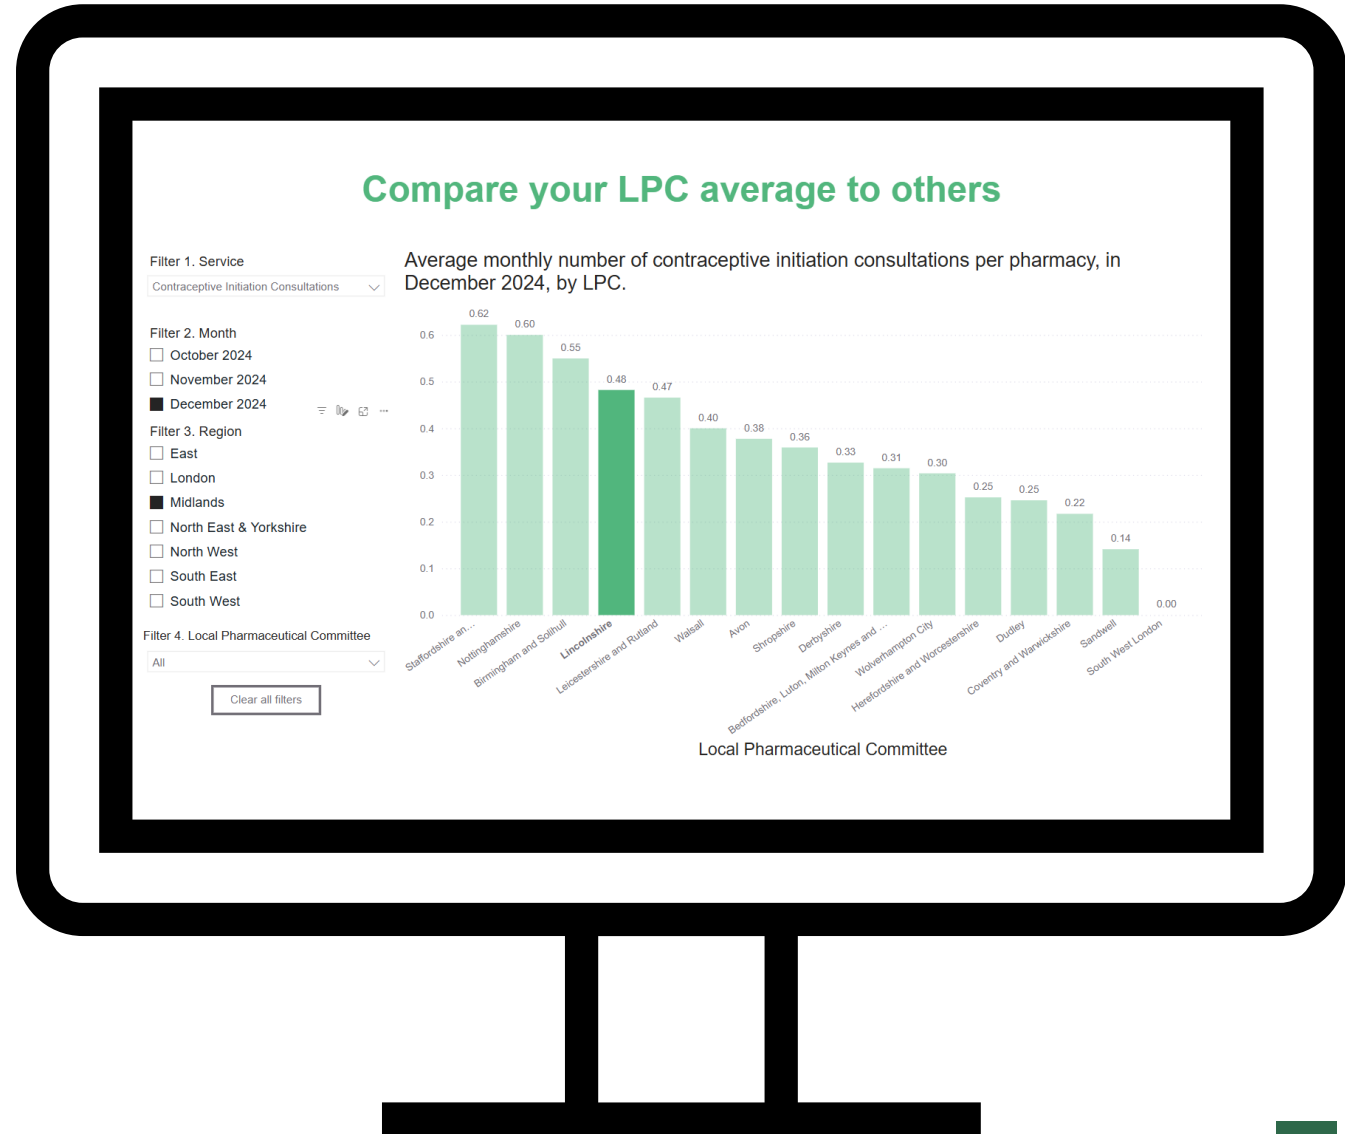 Compare your LPC average to others
Filter 1. Service
Contraceptive Initiation Consultations
Filter 2. Month
October 2024
November 2024
December 2024
Filter 3. Region
East
London
Midlands
North East & Yorkshire
North West
South East
South West
Filter 4. Local Pharmaceutical Committee
All
Clear all filters
Average monthly number of contraceptive initiation consultations per pharmacy, in
December 2024, by LPC.
0.6
0.5
0.4
0.3
0.2
0.1
0.0
0.62
0.60
0.55
0.48
0.47
0.40
0.38
0.36
0.33
0.31
0.30
0.25
0.25
0.22
0.14
0.00
Staffordshire an...
Nottinghamshire
Birmingham and Solihull
Lincolnshire
Leicestershire and Rutland
Walsall
Avon
Shropshire
Derbyshire
Bedfordshire, Luton, Milton Keynes and ...
Wolverhampton City
Herefordshire and Worcestershire
Dudley
Coventry and Warwickshire
Sandwell
South West London
Local Pharmaceutical Committee